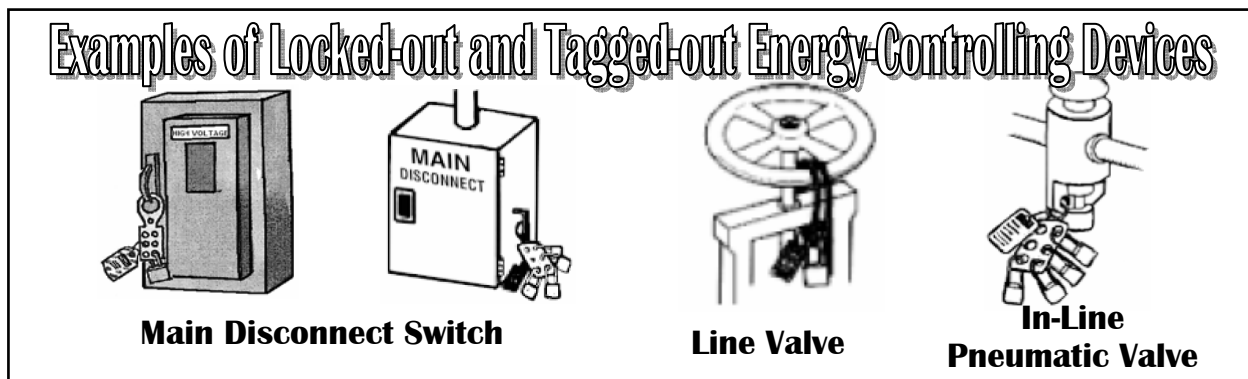 Examples of Locked-out and Tagged-out Energy-Controlling Devices
HIGH VOLTAGE
MAIN
DISCONNECT
Main Disconnect Switch
Line Valve
In-Line
Pneumatic Valve